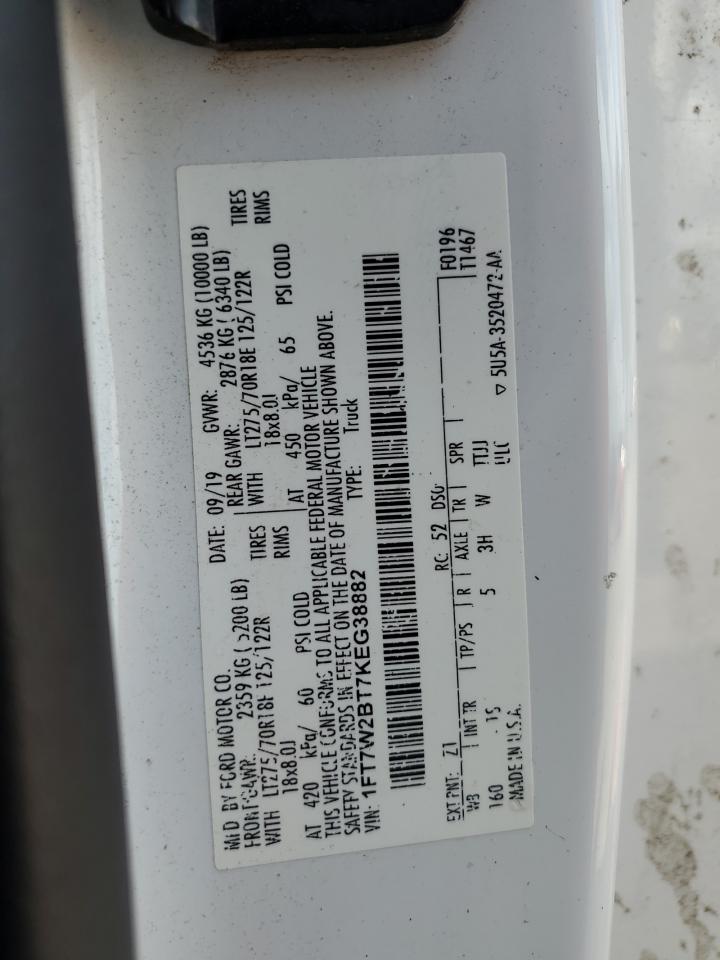 MFD BY FORD MOTOR CO. DATE: 09/19 GVWR: 4536 KG (10000 LB)
FRONT GAWR: 2359 KG (5200 LB) REAR GAWR: 2876 KG (6340 LB)
WITH LT275/70R18E 125/122R TIRES WITH LT275/70R18E 125/122R TIRES
18x8.0J RIMS 18x8.0J RIMS
AT 420 kPa/ 60 PSI COLD AT 450 kPa/ 65 PSI COLD
THIS VEHICLE CONFORMS TO ALL APPLICABLE FEDERAL MOTOR VEHICLE
SAFETY STANDARDS IN EFFECT ON THE DATE OF MANUFACTURE SHOWN ABOVE.
VIN: 1FT7W2BT7KEG38882 TYPE: Truck
EXT PNT: Z1 RC: 52 DSO: F0196
WB INT TR TP/PS R AXLE TR SPR T1467
160 5 3H W TTJJ
MADE IN U.S.A. 5U5A-3520472-AA